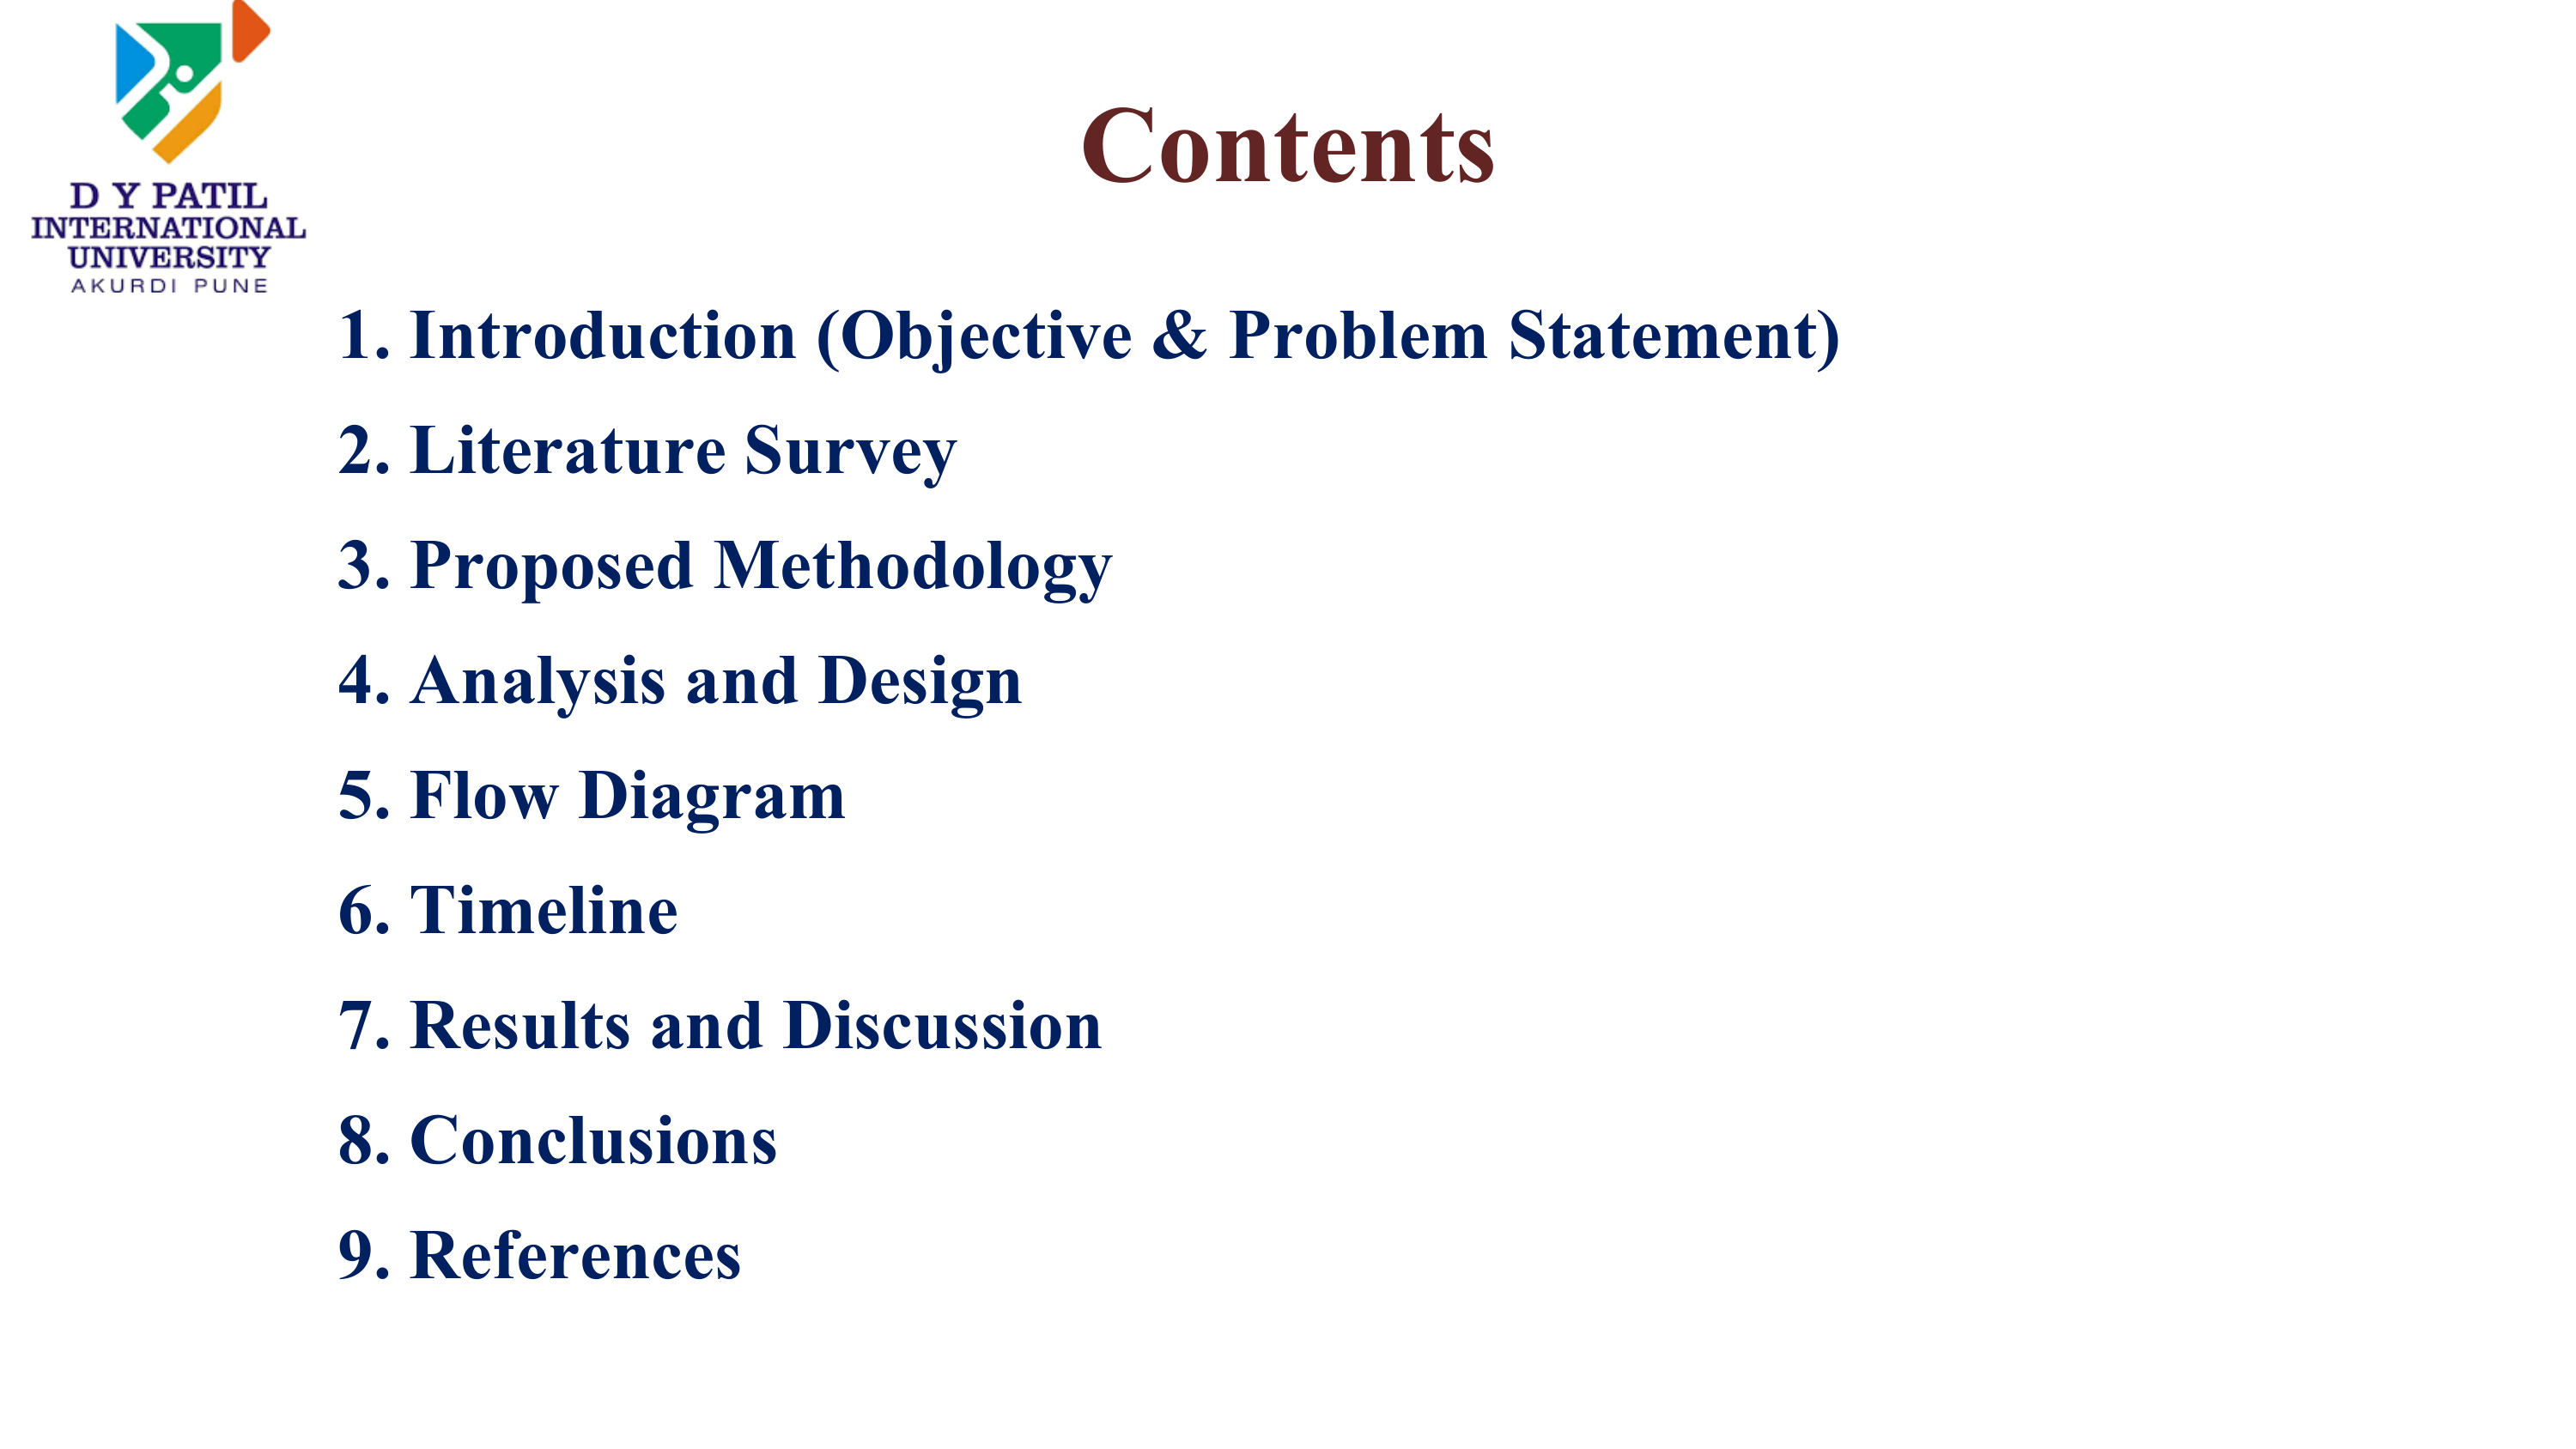 D Y PATIL
INTERNATIONAL
UNIVERSITY
AKURDI PUNE
Contents
1. Introduction (Objective & Problem Statement)
2. Literature Survey
3. Proposed Methodology
4. Analysis and Design
5. Flow Diagram
6. Timeline
7. Results and Discussion
8. Conclusions
9. References